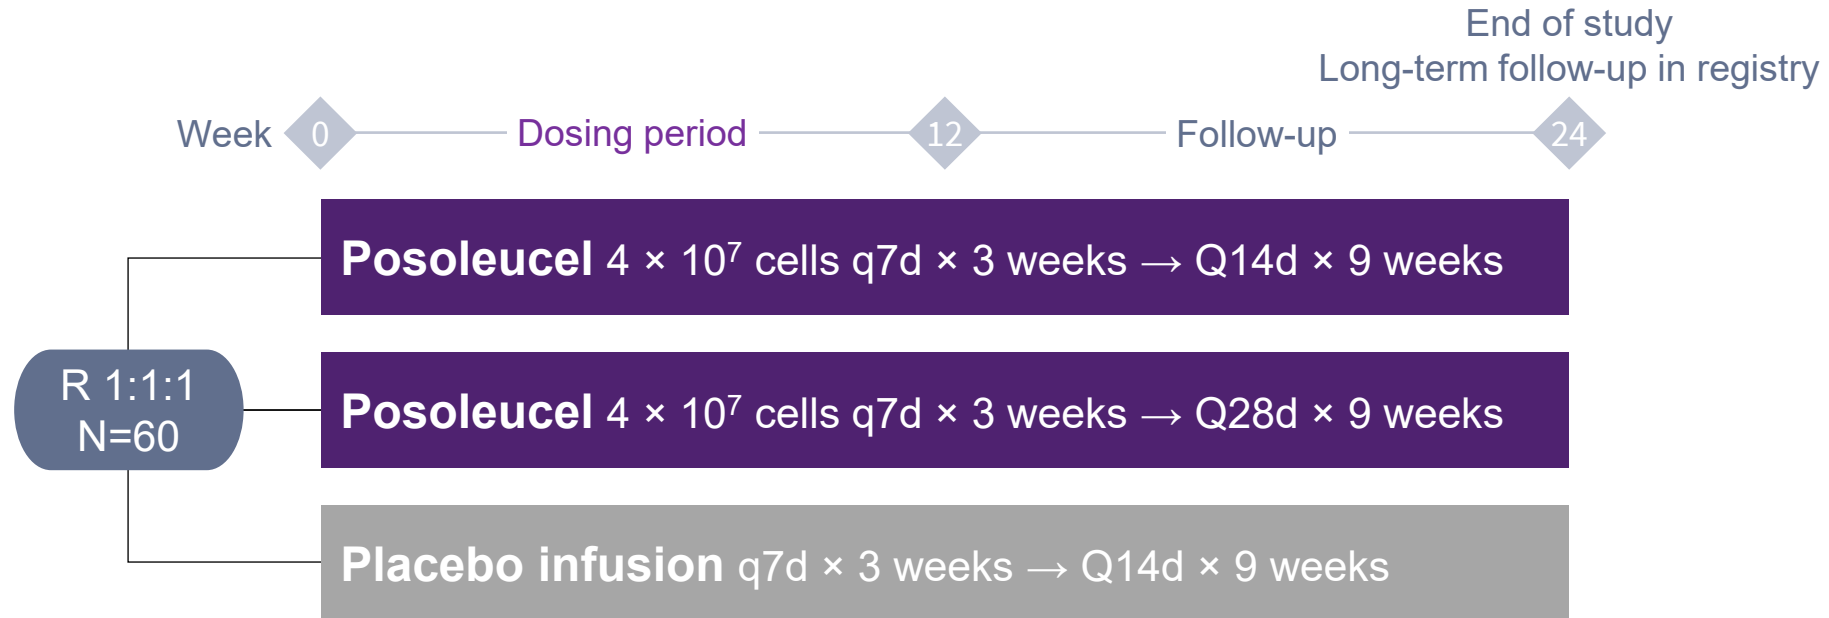 End of study
Long-term follow-up in registry
Week 0 Dosing period 12 Follow-up 24
Posoleucel 4 × 10⁷ cells q7d × 3 weeks → Q14d × 9 weeks
R 1:1:1
N=60
Posoleucel 4 × 10⁷ cells q7d × 3 weeks → Q28d × 9 weeks
Placebo infusion q7d × 3 weeks → Q14d × 9 weeks